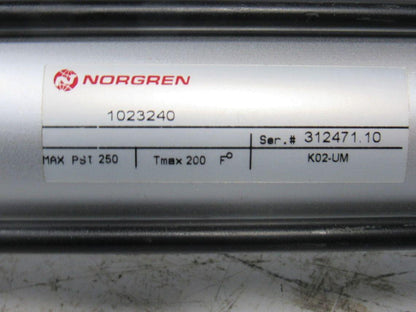 NORGREN
1023240
Ser.# 312471.10
MAX PSI 250 Tmax 200 F° K02-UM